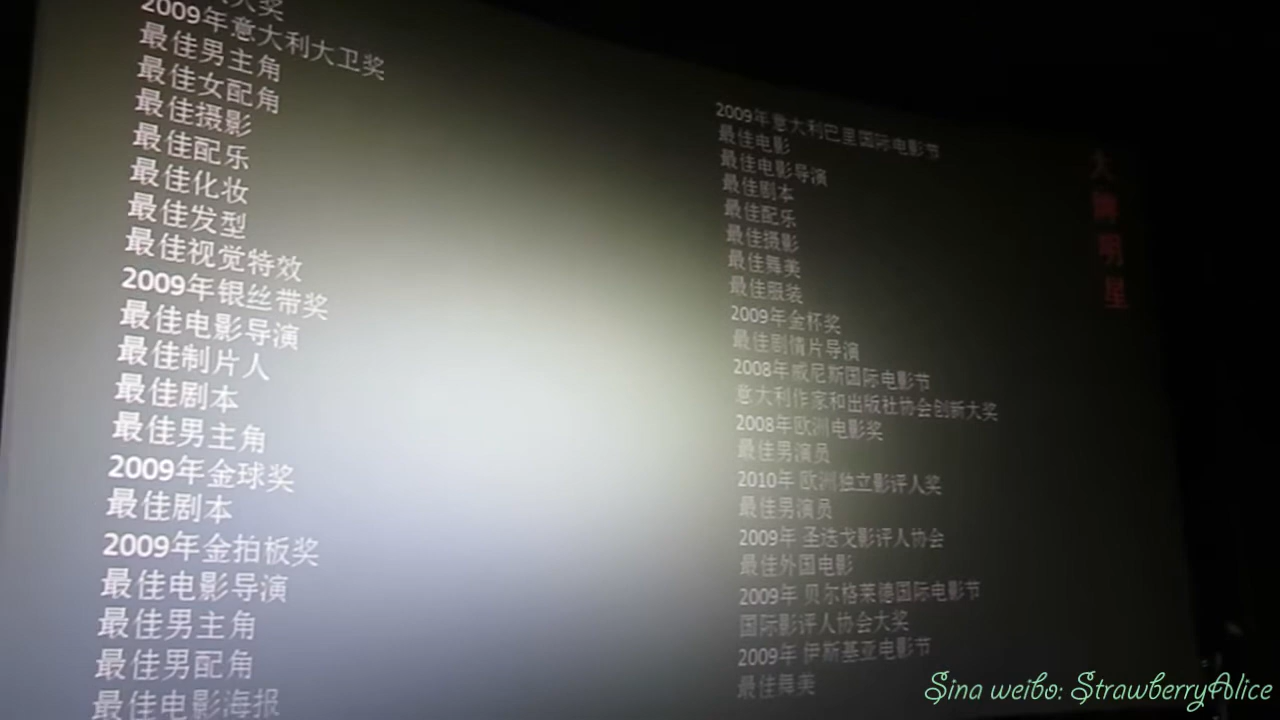 2009年意大利大卫奖
最佳男主角
最佳女配角
最佳摄影
最佳配乐
最佳化妆
最佳发型
最佳视觉特效
2009年银丝带奖
最佳电影导演
最佳制片人
最佳剧本
最佳男主角
2009年金球奖
最佳剧本
2009年金拍板奖
最佳电影导演
最佳男主角
最佳男配角
最佳电影海报
2009年意大利巴里国际电影节
最佳电影
最佳电影导演
最佳剧本
最佳配乐
最佳摄影
最佳舞美
最佳服装
2009年金杯奖
最佳剧情片导演
2008年威尼斯国际电影节
意大利作家和出版社协会创新大奖
2008年欧洲电影奖
最佳男演员
2010年 欧洲独立影评人奖
最佳男演员
2009年 圣迭戈影评人协会
最佳外国电影
2009年 贝尔格莱德国际电影节
国际影评人协会大奖
2009年 伊斯基亚电影节
最佳舞美
大牌明星
Sina weibo: StrawberryAlice